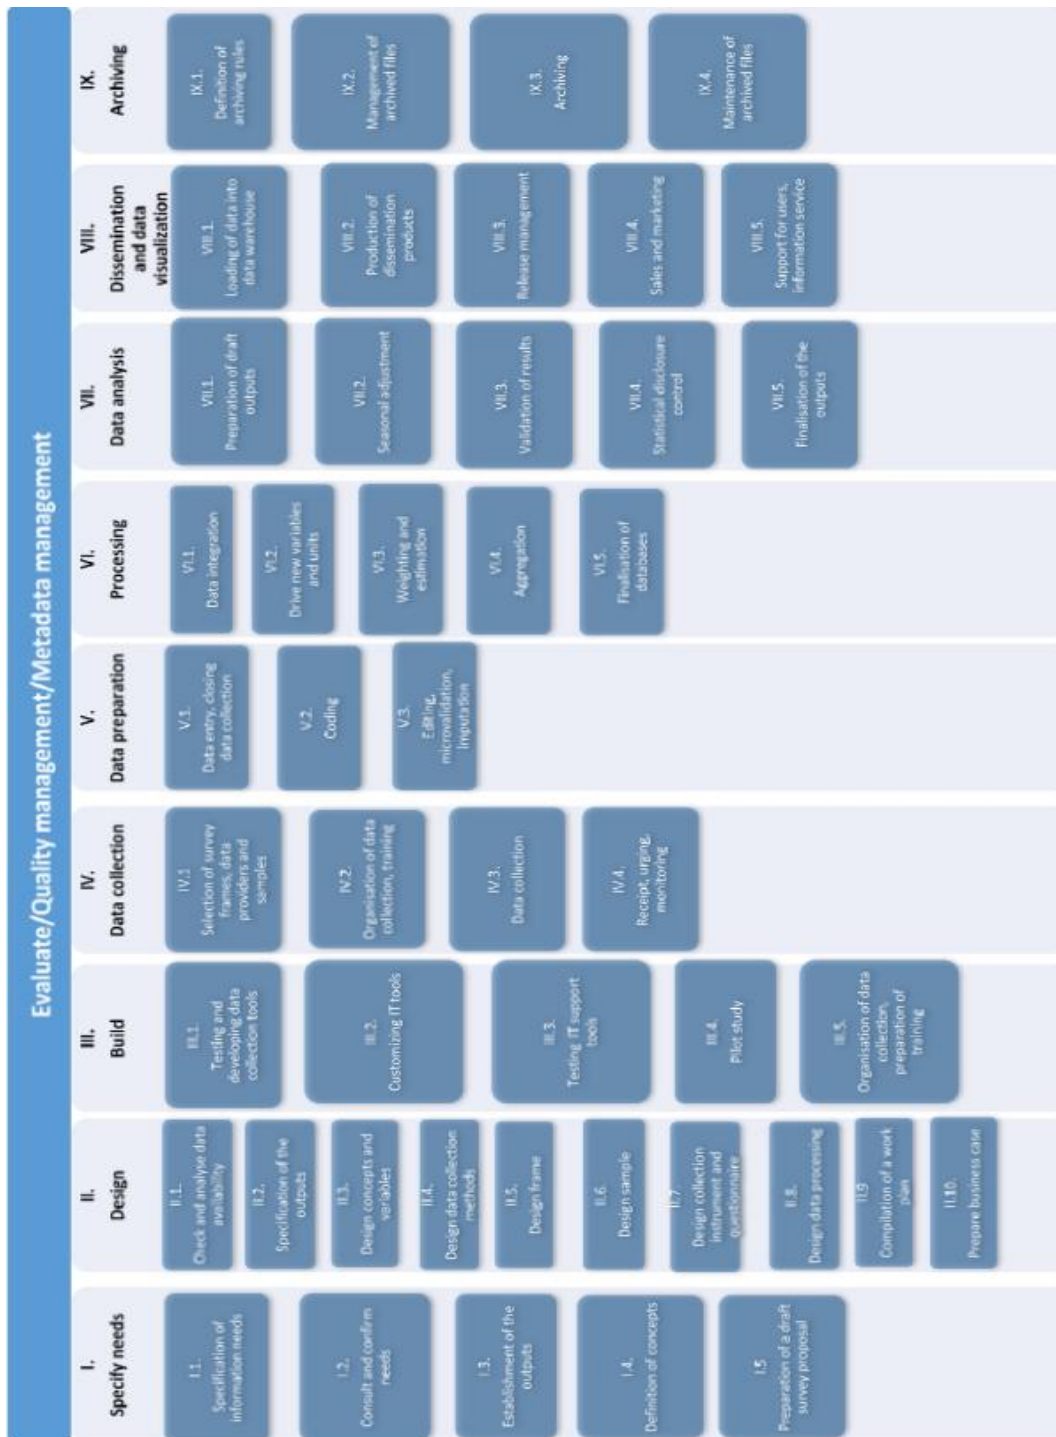 Evaluate/Quality management/Metadata management
I.
Specify needs
I.1.
Specification of
information needs
I.2.
Consult and confirm
needs
I.3.
Establishment of the
outputs
I.4.
Definition of concepts
I.5
Preparation of a draft
survey proposal
II.
Design
II.1.
Check and analyse data
availability
II.2.
Specification of the
outputs
II.3.
Design concepts and
variables
II.4.
Design data collection
methods
II.5.
Design frame
II.6.
Design sample
II.7.
Design collection
instrument and
questionnaire
II.8.
Design data processing
II.9
Compilation of a work
plan
II.10.
Prepare business case
III.
Build
III.1.
Testing and
developing data
collection tools
III.2.
Customizing IT tools
III.3.
Testing IT support
tools
III.4.
Pilot study
III.5.
Organisation of data
collection,
preparation of
training
IV.
Data collection
IV.1
Selection of survey
frames, data
providers and
samples
IV.2.
Organisation of data
collection, training
IV.3.
Data collection
IV.4.
Receipt, urging,
monitoring
V.
Data preparation
V.1.
Data entry, closing
data collection
V.2.
Coding
V.3.
Editing,
microvalidation,
imputation
VI.
Processing
VI.1.
Data integration
VI.2.
Drive new variables
and units
VI.3.
Weighting and
estimation
VI.4.
Aggregation
VI.5.
Finalisation of
databases
VII.
Data analysis
VII.1.
Preparation of draft
outputs
VII.2.
Seasonal adjustment
VII.3.
Validation of results
VII.4.
Statistical disclosure
control
VII.5.
Finalisation of the
outputs
VIII.
Dissemination
and data
visualization
VIII.1.
Loading of data into
data warehouse
VIII.2.
Production of
dissemination
products
VIII.3.
Release management
VIII.4.
Sales and marketing
VIII.5.
Support for users,
information service
IX.
Archiving
IX.1.
Definition of
archiving rules
IX.2.
Management of
archived files
IX.3.
Archiving
IX.4.
Maintenance of
archived files